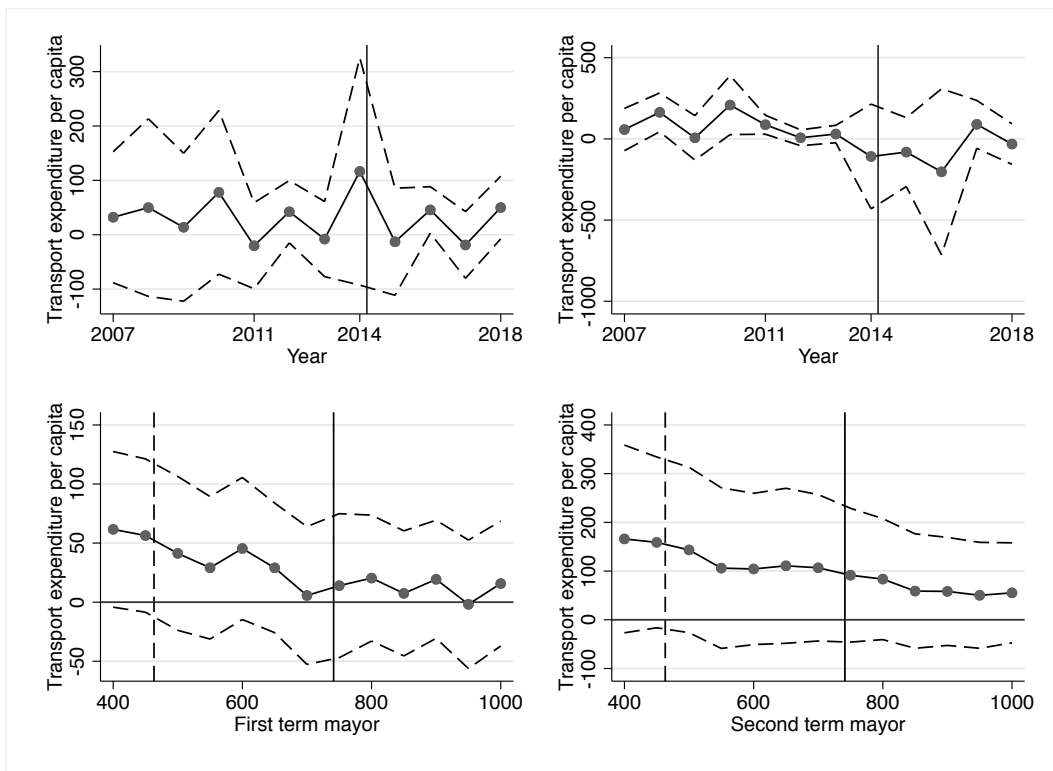 Transport expenditure per capita
300
200
100
0
-100
2007 2011 2014 2018
Year
Transport expenditure per capita
500
0
-500
-1000
2007 2011 2014 2018
Year
Transport expenditure per capita
150
100
50
0
-50
400 600 800 1000
First term mayor
Transport expenditure per capita
400
300
200
100
0
-100
400 600 800 1000
Second term mayor